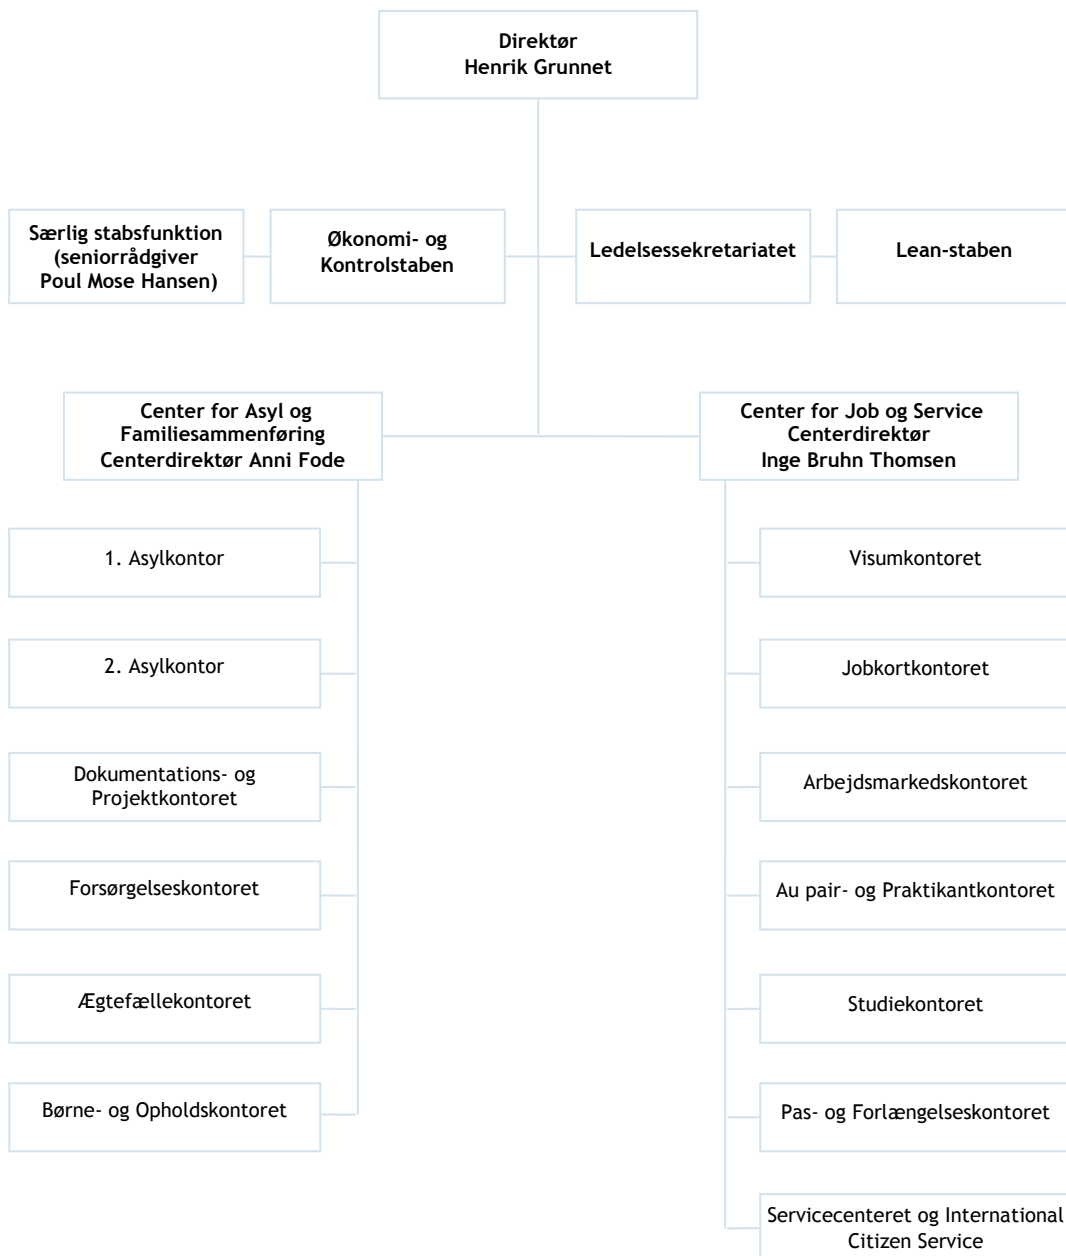 Direktør
Henrik Grunnet
Særlig stabsfunktion
(seniorrådgiver
Poul Mose Hansen)
Økonomi- og
Kontrolstaben
Ledelsessekretariatet
Lean-staben
Center for Asyl og
Familiesammenføring
Centerdirektør Anni Fode
Center for Job og Service
Centerdirektør
Inge Bruhn Thomsen
1. Asylkontor
2. Asylkontor
Dokumentations- og
Projektkontoret
Forsørgelseskontoret
Ægtefællekontoret
Børne- og Opholdskontoret
Visumkontoret
Jobkortkontoret
Arbejdsmarkedskontoret
Au pair- og Praktikantkontoret
Studiekontoret
Pas- og Forlængelseskontoret
Servicecenteret og International
Citizen Service